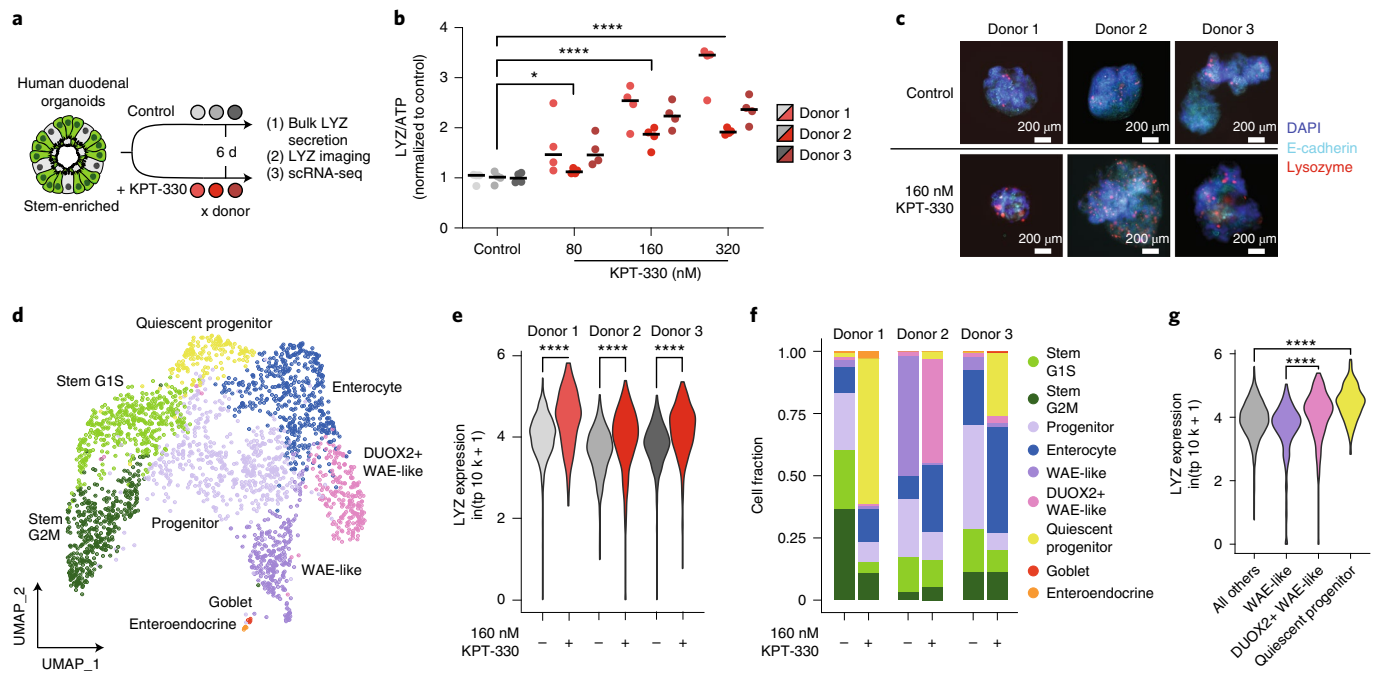 a
Human duodenal
organoids
Stem-enriched
Control
6 d
+ KPT-330
x donor
(1) Bulk LYZ
secretion
(2) LYZ imaging
(3) scRNA-seq
b
LYZ/ATP
(normalized to control)
4
3
2
1
0
****
****
*
Control
80
160
320
KPT-330 (nM)
Donor 1
Donor 2
Donor 3
c
Donor 1
Donor 2
Donor 3
Control
200 μm
200 μm
200 μm
160 nM
KPT-330
200 μm
200 μm
200 μm
DAPI
E-cadherin
Lysozyme
d
Quiescent progenitor
Stem G1S
Enterocyte
DUOX2+
WAE-like
Stem
G2M
Progenitor
WAE-like
Goblet
Enteroendocrine
UMAP_2
UMAP_1
e
Donor 1
Donor 2
Donor 3
****
****
****
LYZ expression
in(tp 10 k + 1)
6
4
2
0
160 nM
KPT-330
–
+
–
+
–
+
f
Donor 1
Donor 2
Donor 3
Cell fraction
1.00
0.75
0.50
0.25
0
160 nM
KPT-330
–
+
–
+
–
+
Stem
G1S
Stem
G2M
Progenitor
Enterocyte
WAE-like
DUOX2+
WAE-like
Quiescent
progenitor
Goblet
Enteroendocrine
g
****
****
LYZ expression
in(tp 10 k + 1)
6
4
2
0
All others
WAE-like
DUOX2+ WAE-like
Quiescent progenitor